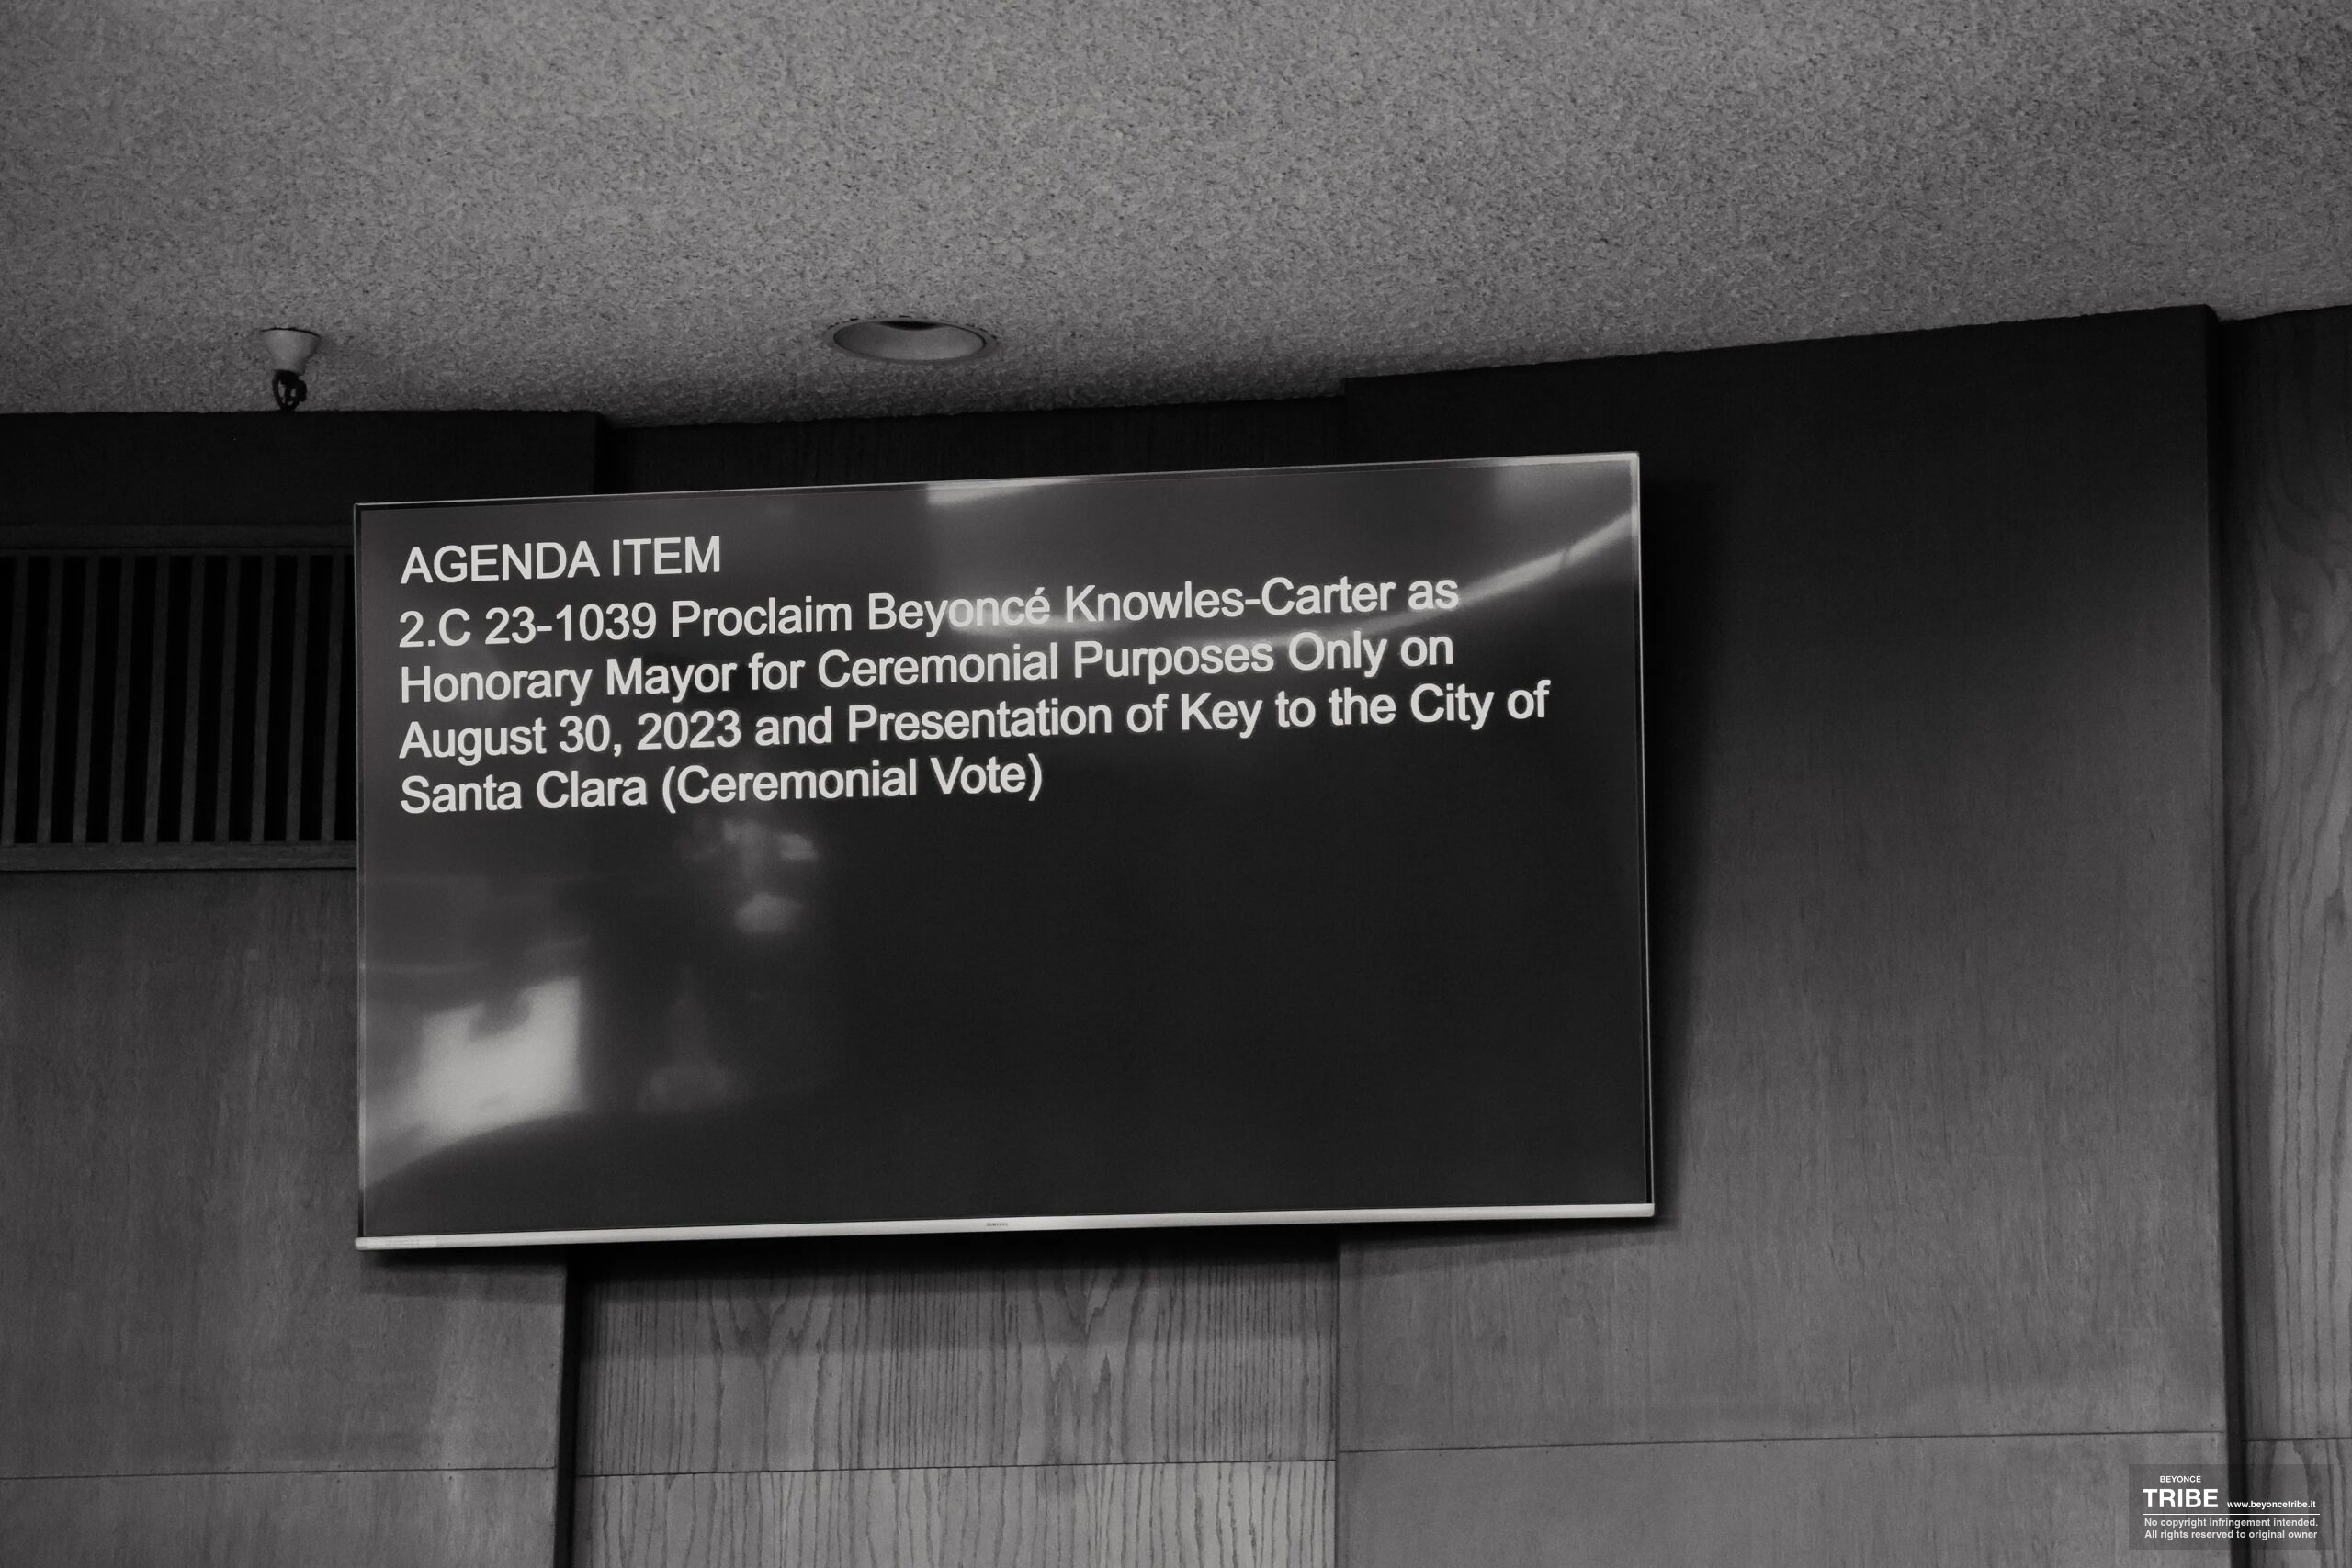 AGENDA ITEM
2.C 23-1039 Proclaim Beyoncé Knowles-Carter as
Honorary Mayor for Ceremonial Purposes Only on
August 30, 2023 and Presentation of Key to the City of
Santa Clara (Ceremonial Vote)
SAMSUNG
BEYONCÉ
TRIBE www.beyoncetribe.it
No copyright infringement intended.
All rights reserved to original owner